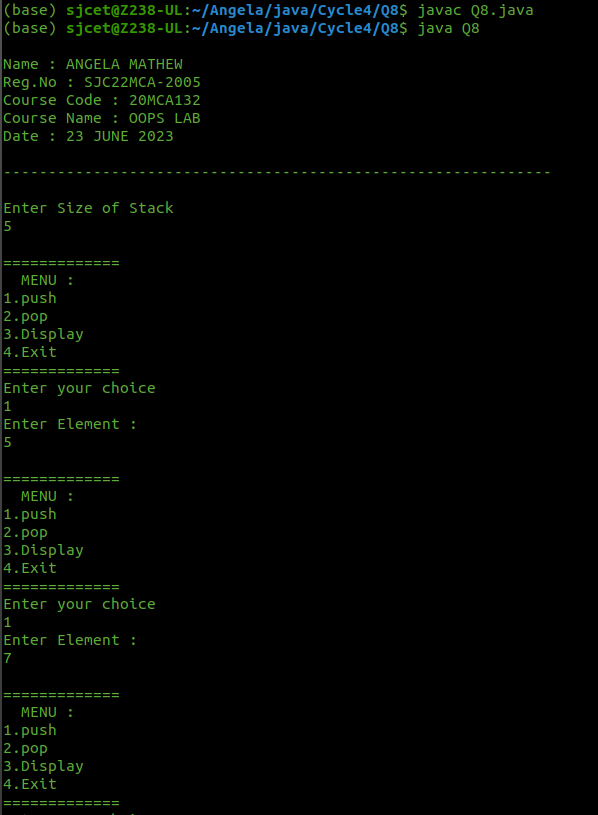 (base) sjcet@Z238-UL:~/Angela/java/Cycle4/Q8$ javac Q8.java
(base) sjcet@Z238-UL:~/Angela/java/Cycle4/Q8$ java Q8
Name : ANGELA MATHEW
Reg.No : SJC22MCA-2005
Course Code : 20MCA132
Course Name : OOPS LAB
Date : 23 JUNE 2023
-------------------------------------------------------------
Enter Size of Stack
5
=============
MENU :
1.push
2.pop
3.Display
4.Exit
=============
Enter your choice
1
Enter Element :
5
=============
MENU :
1.push
2.pop
3.Display
4.Exit
=============
Enter your choice
1
Enter Element :
7
=============
MENU :
1.push
2.pop
3.Display
4.Exit
=============